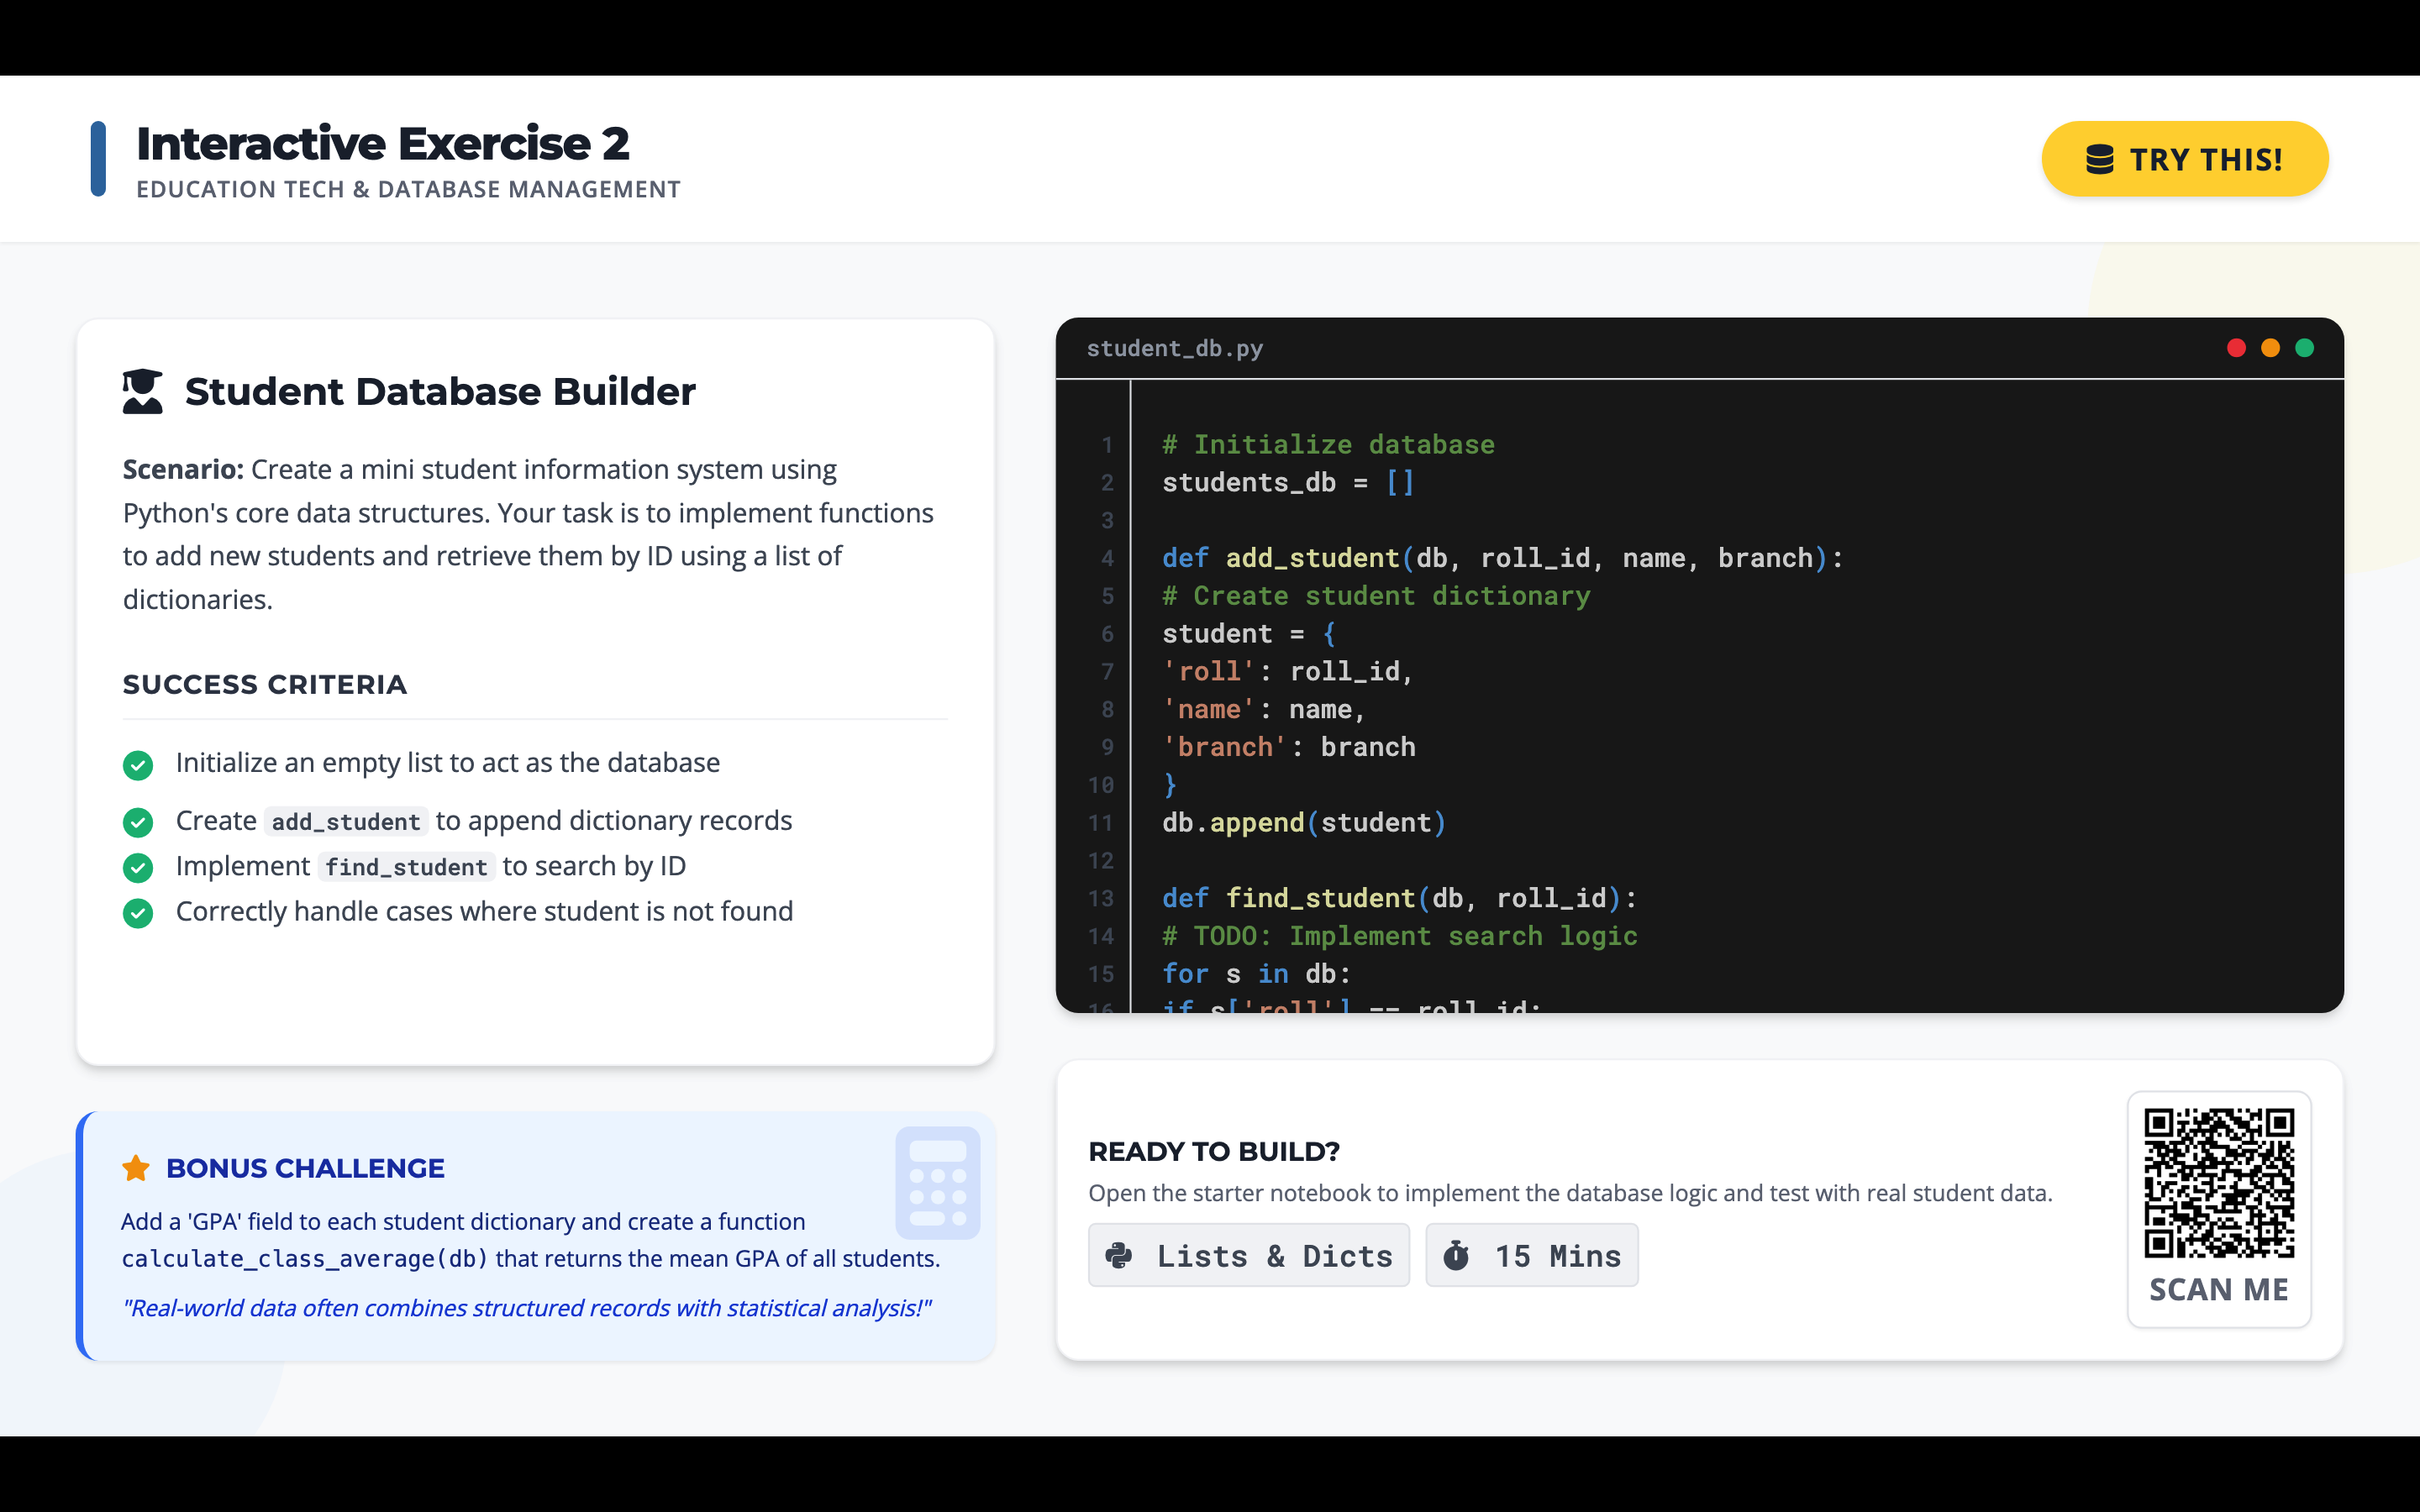 Interactive Exercise 2
EDUCATION TECH & DATABASE MANAGEMENT
TRY THIS!
Student Database Builder
Scenario: Create a mini student information system using
Python's core data structures. Your task is to implement functions
to add new students and retrieve them by ID using a list of
dictionaries.
SUCCESS CRITERIA
Initialize an empty list to act as the database
Create add_student to append dictionary records
Implement find_student to search by ID
Correctly handle cases where student is not found
BONUS CHALLENGE
Add a 'GPA' field to each student dictionary and create a function
calculate_class_average(db) that returns the mean GPA of all students.
"Real-world data often combines structured records with statistical analysis!"
student_db.py
1 # Initialize database
2 students_db = []
3
4 def add_student(db, roll_id, name, branch):
5 # Create student dictionary
6 student = {
7 'roll': roll_id,
8 'name': name,
9 'branch': branch
10 }
11 db.append(student)
12
13 def find_student(db, roll_id):
14 # TODO: Implement search logic
15 for s in db:
16 if s['roll'] == roll_id:
READY TO BUILD?
Open the starter notebook to implement the database logic and test with real student data.
Lists & Dicts
15 Mins
SCAN ME